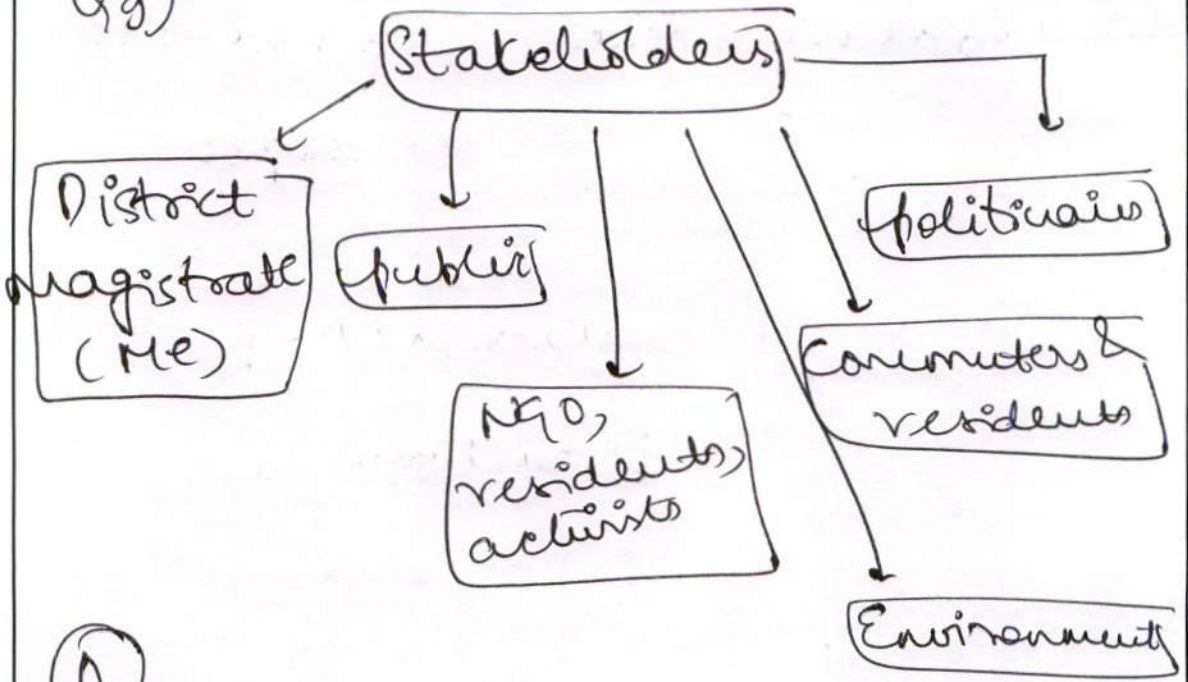 Stakeholders
District
Magistrate
(Me)
public
NGO,
residents,
activists
Commuters &
residents
politicians
Environment
A